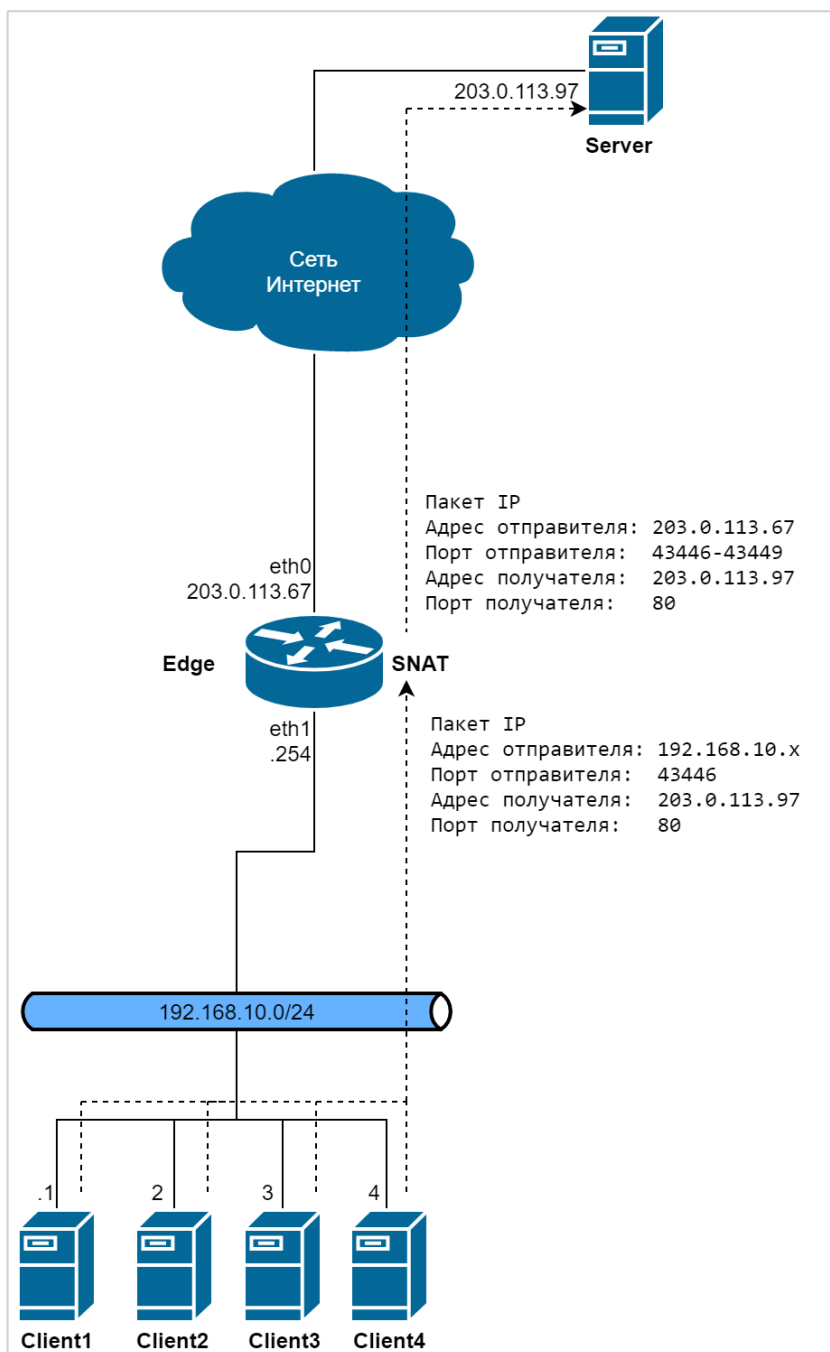 203.0.113.97
Server
Сеть
Интернет
Пакет IP
Адрес отправителя: 203.0.113.67
Порт отправителя: 43446-43449
Адрес получателя: 203.0.113.97
Порт получателя: 80
eth0
203.0.113.67
Edge
SNAT
eth1
.254
Пакет IP
Адрес отправителя: 192.168.10.x
Порт отправителя: 43446
Адрес получателя: 203.0.113.97
Порт получателя: 80
192.168.10.0/24
.1 2 3 4
Client1 Client2 Client3 Client4